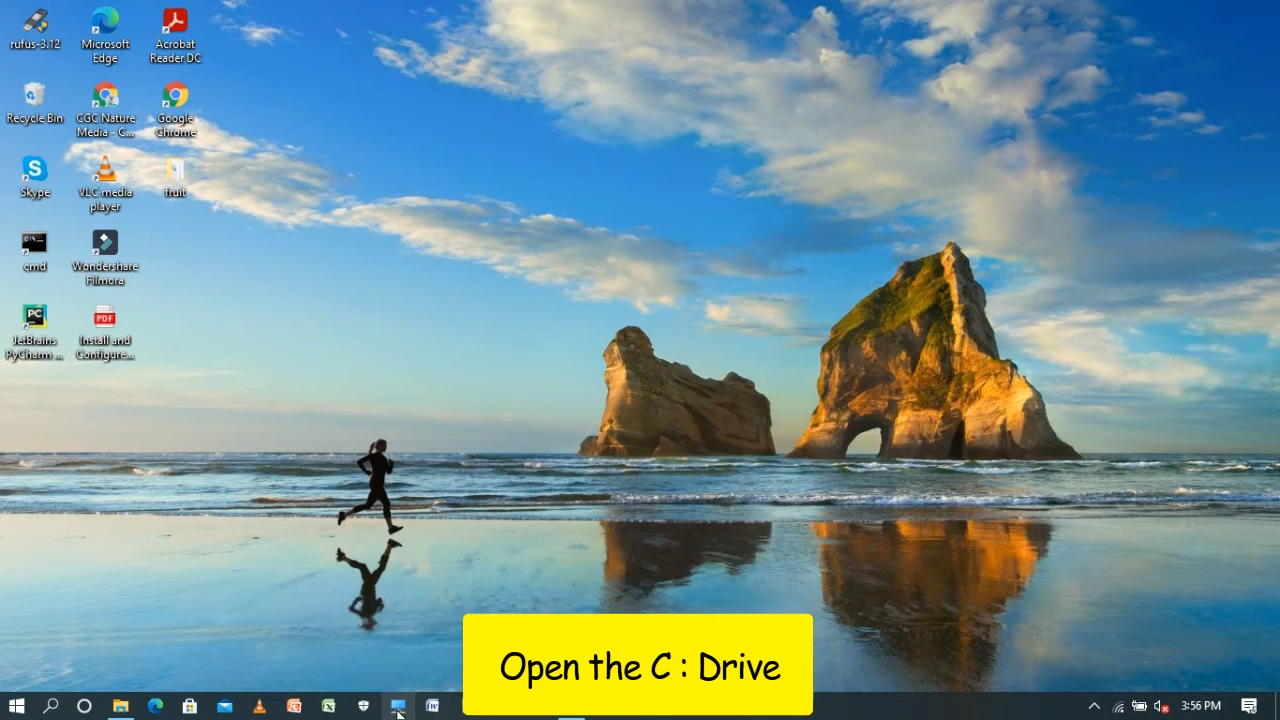 rufus-3.12
Microsoft
Edge
Acrobat
Reader DC
Recycle Bin
CGC Nature
Media - C...
Google
Chrome
Skype
VLC media
player
fruit
cmd
Wondershare
Filmora
JetBrains
PyCharm ...
Install and
Configure...
Open the C : Drive
3:56 PM